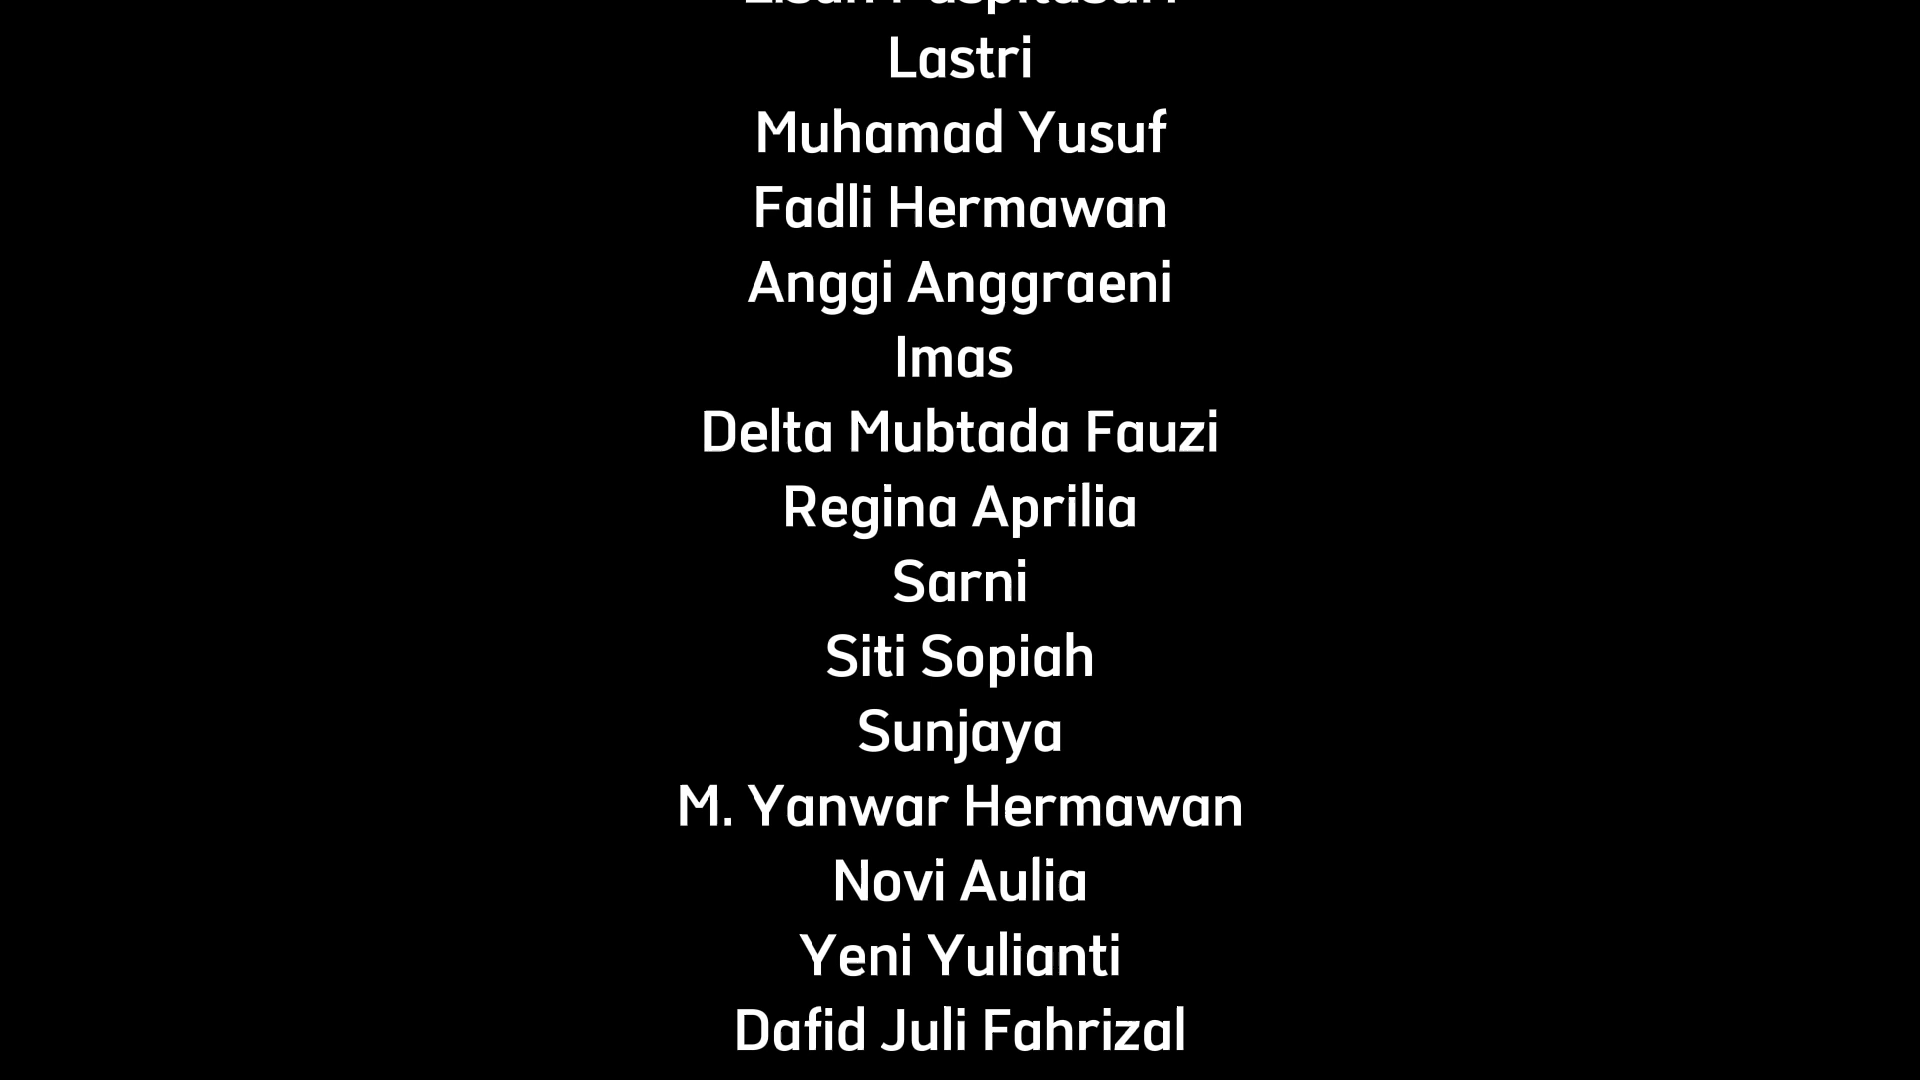 Lastri
Muhamad Yusuf
Fadli Hermawan
Anggi Anggraeni
Imas
Delta Mubtada Fauzi
Regina Aprilia
Sarni
Siti Sopiah
Sunjaya
M. Yanwar Hermawan
Novi Aulia
Yeni Yulianti
Dafid Juli Fahrizal